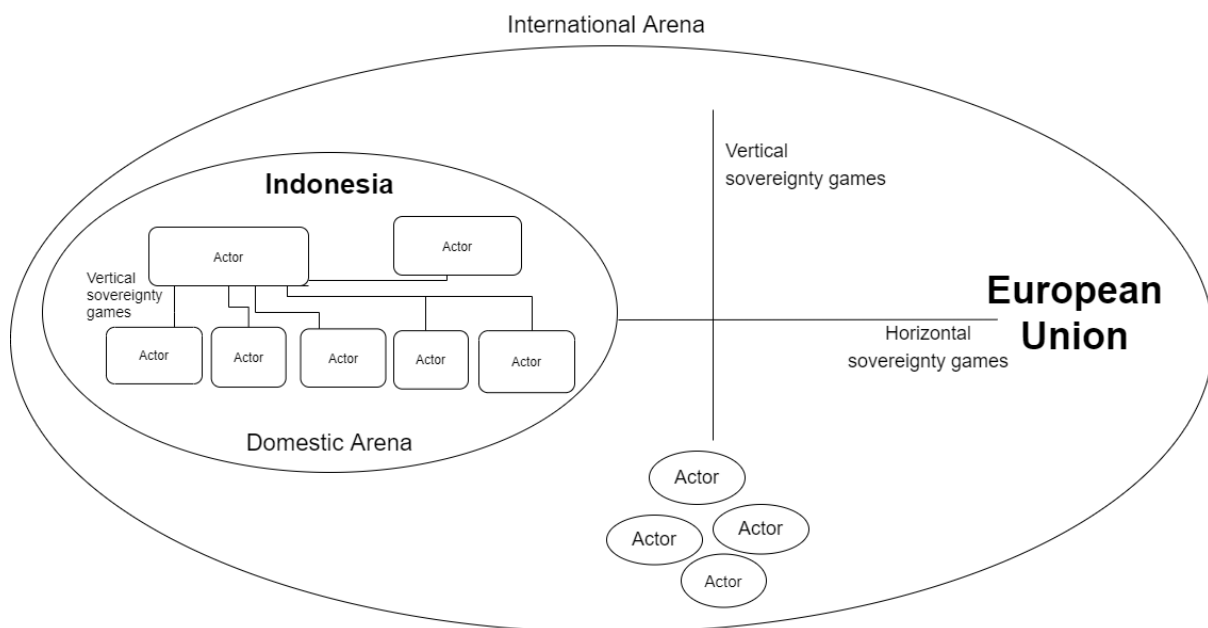 International Arena
Indonesia
Actor
Actor
Vertical
sovereignty
games
Actor
Actor
Actor
Actor
Actor
Domestic Arena
Vertical
sovereignty games
European
Union
Horizontal
sovereignty games
Actor
Actor
Actor
Actor